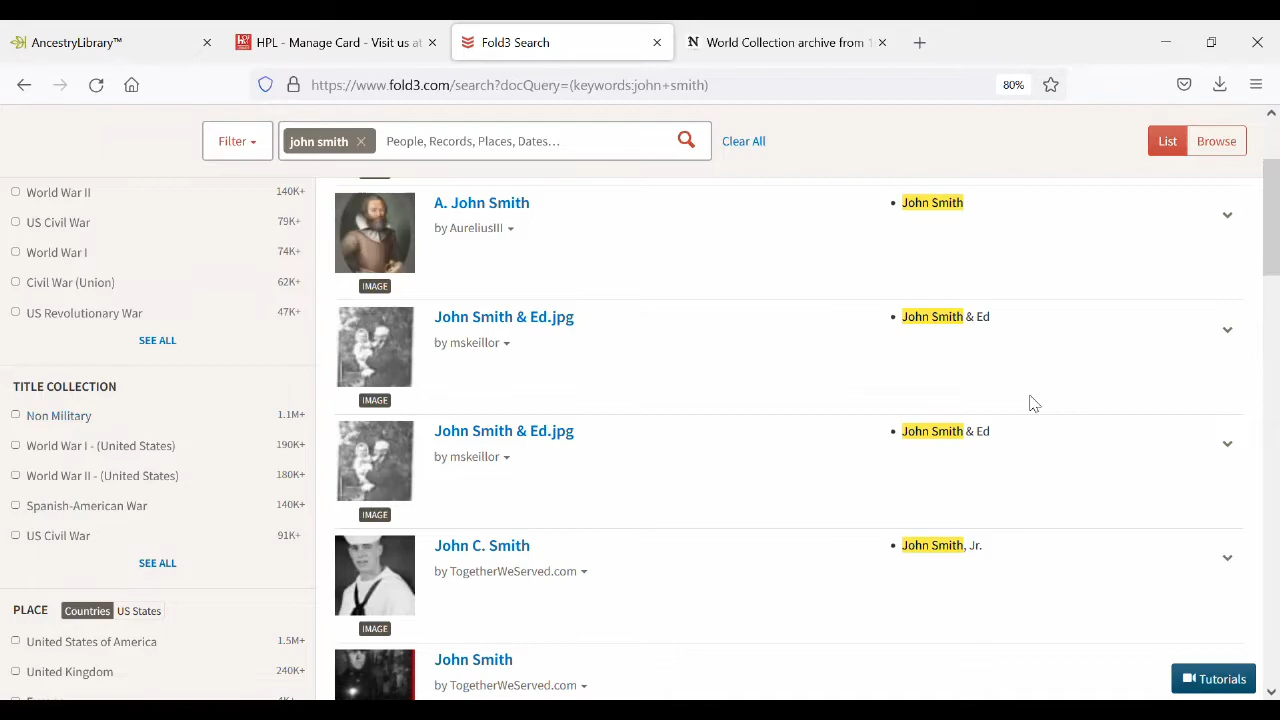 AncestryLibrary™
HPL - Manage Card - Visit us at
Fold3 Search
World Collection archive from 1
https://www.fold3.com/search?docQuery=(keywords:john+smith)
80%
Filter
john smith
People, Records, Places, Dates...
Clear All
List
Browse
World War II 140K+
US Civil War 79K+
World War I 74K+
Civil War (Union) 62K+
US Revolutionary War 47K+
SEE ALL
TITLE COLLECTION
Non Military 1.1M+
World War I - (United States) 190K+
World War II - (United States) 180K+
Spanish-American War 140K+
US Civil War 91K+
SEE ALL
PLACE Countries US States
United States of America 1.5M+
United Kingdom 240K+
A. John Smith
by AureliusIII
IMAGE
• John Smith
John Smith & Ed.jpg
by mskeillor
IMAGE
• John Smith & Ed
John Smith & Ed.jpg
by mskeillor
IMAGE
• John Smith & Ed
John C. Smith
by TogetherWeServed.com
IMAGE
• John Smith, Jr.
John Smith
by TogetherWeServed.com
Tutorials